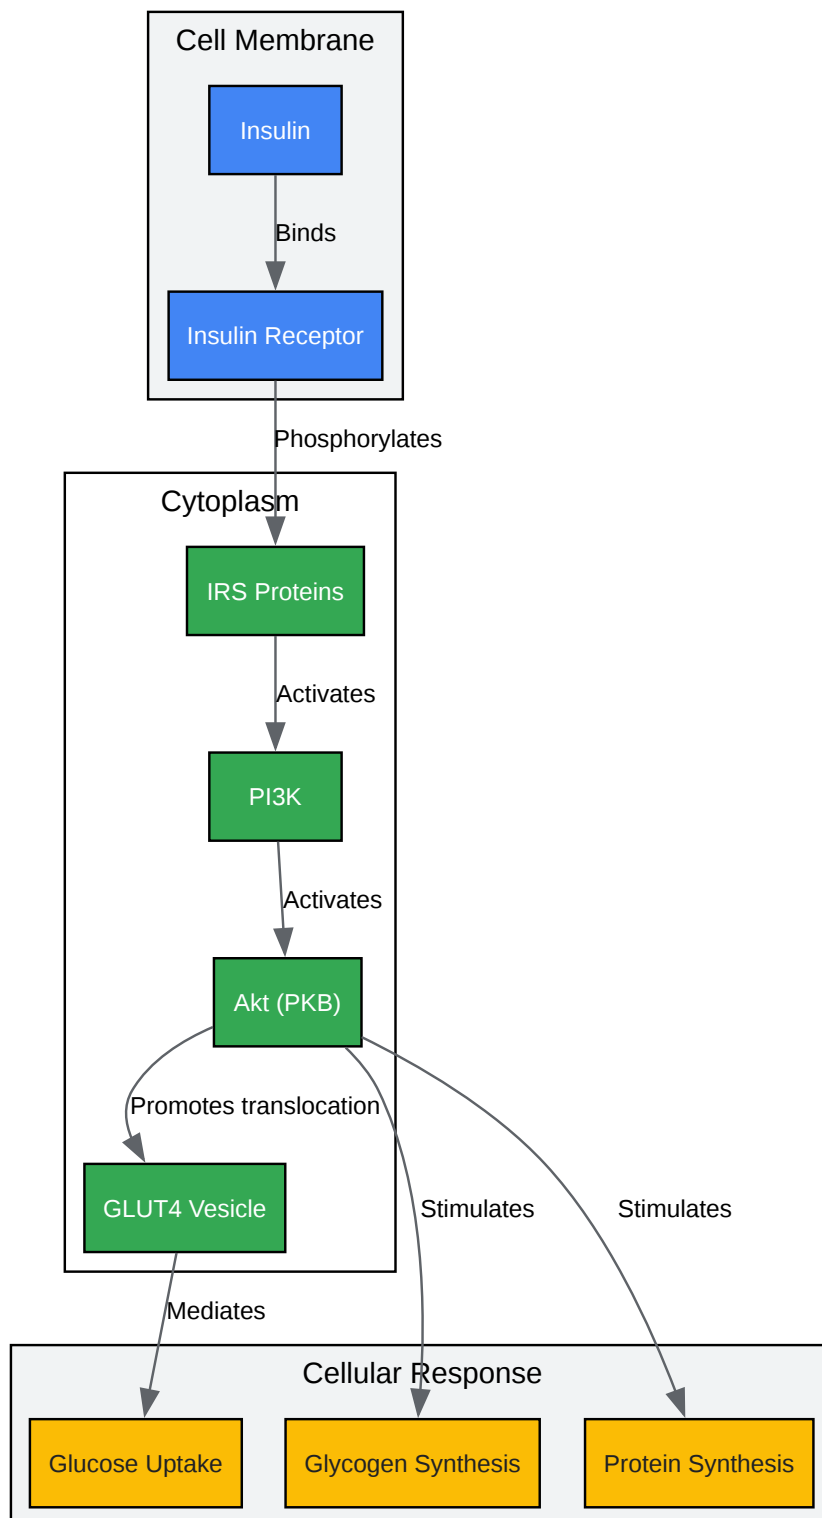 Cell Membrane
Insulin
Binds
Insulin Receptor
Phosphorylates
Cytoplasm
IRS Proteins
Activates
PI3K
Activates
Akt (PKB)
Promotes translocation
GLUT4 Vesicle
Stimulates
Stimulates
Mediates
Cellular Response
Glucose Uptake
Glycogen Synthesis
Protein Synthesis